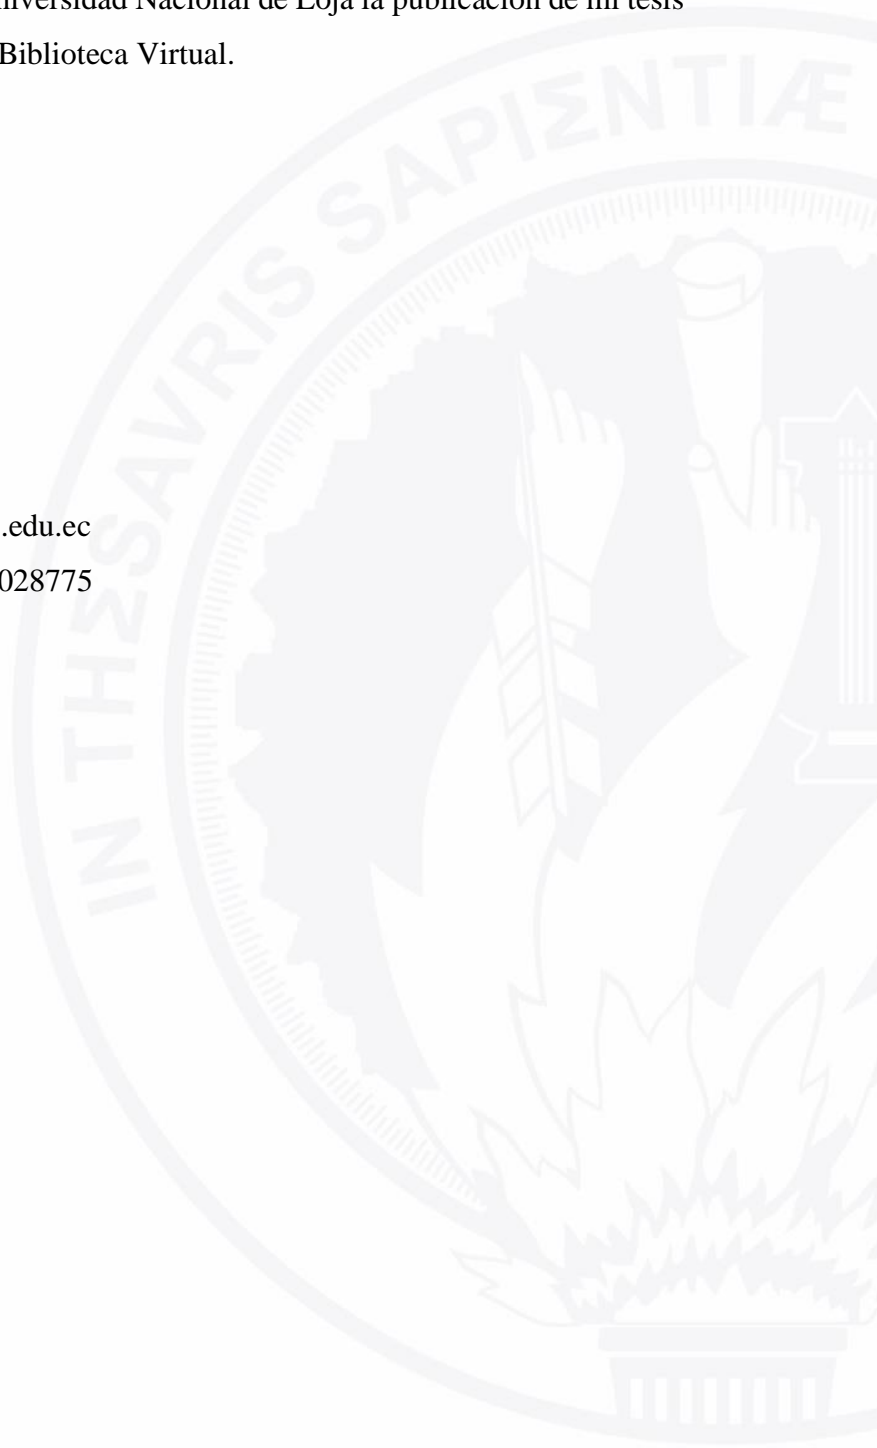 niversidad Nacional de Loja la publicación de mi tesis
Biblioteca Virtual.
IN THESAVRIS SAPIENTIÆ
.edu.ec
028775